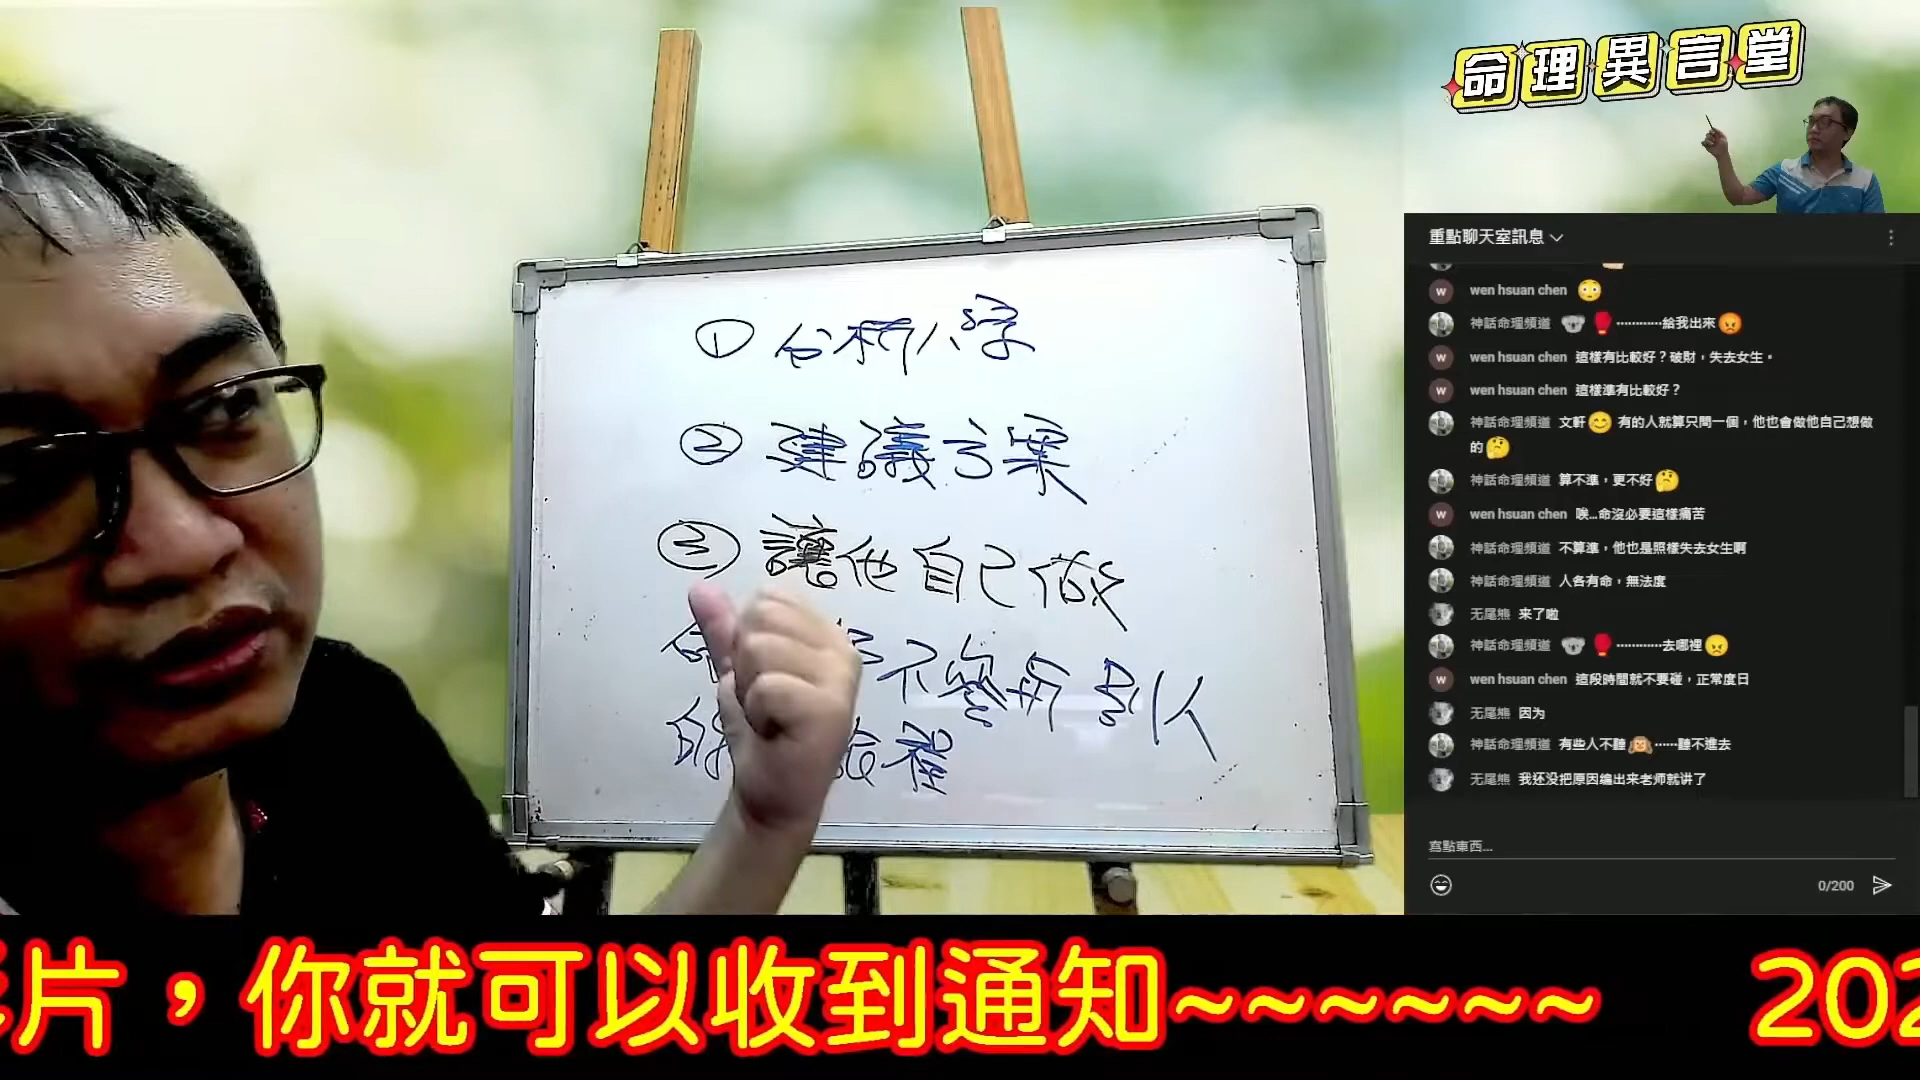 命理異言堂
① 分析八字
② 建議方案
③ 讓他自己做
命 不參與別人
的 旅程
重點聊天室訊息
wen hsuan chen 😳
神話命理頻道 🐨🥊…………給我出來😡
wen hsuan chen 這樣有比較好？破財，失去女生。
wen hsuan chen 這樣準有比較好？
神話命理頻道 文軒😊有的人就算只問一個，他也會做他自己想做
的🤔
神話命理頻道 算不準，更不好🤔
wen hsuan chen 唉...命沒必要這樣痛苦
神話命理頻道 不算準，他也是照樣失去女生啊
神話命理頻道 人各有命，無法度
无尾熊 来了啦
神話命理頻道 🐨🥊…………去哪裡😠
wen hsuan chen 這段時間就不要碰，正常度日
无尾熊 因为
神話命理頻道 有些人不聽🙉……聽不進去
无尾熊 我还没把原因编出来老师就讲了
寫點東西...
0/200
片，你就可以收到通知~~~~~~ 202